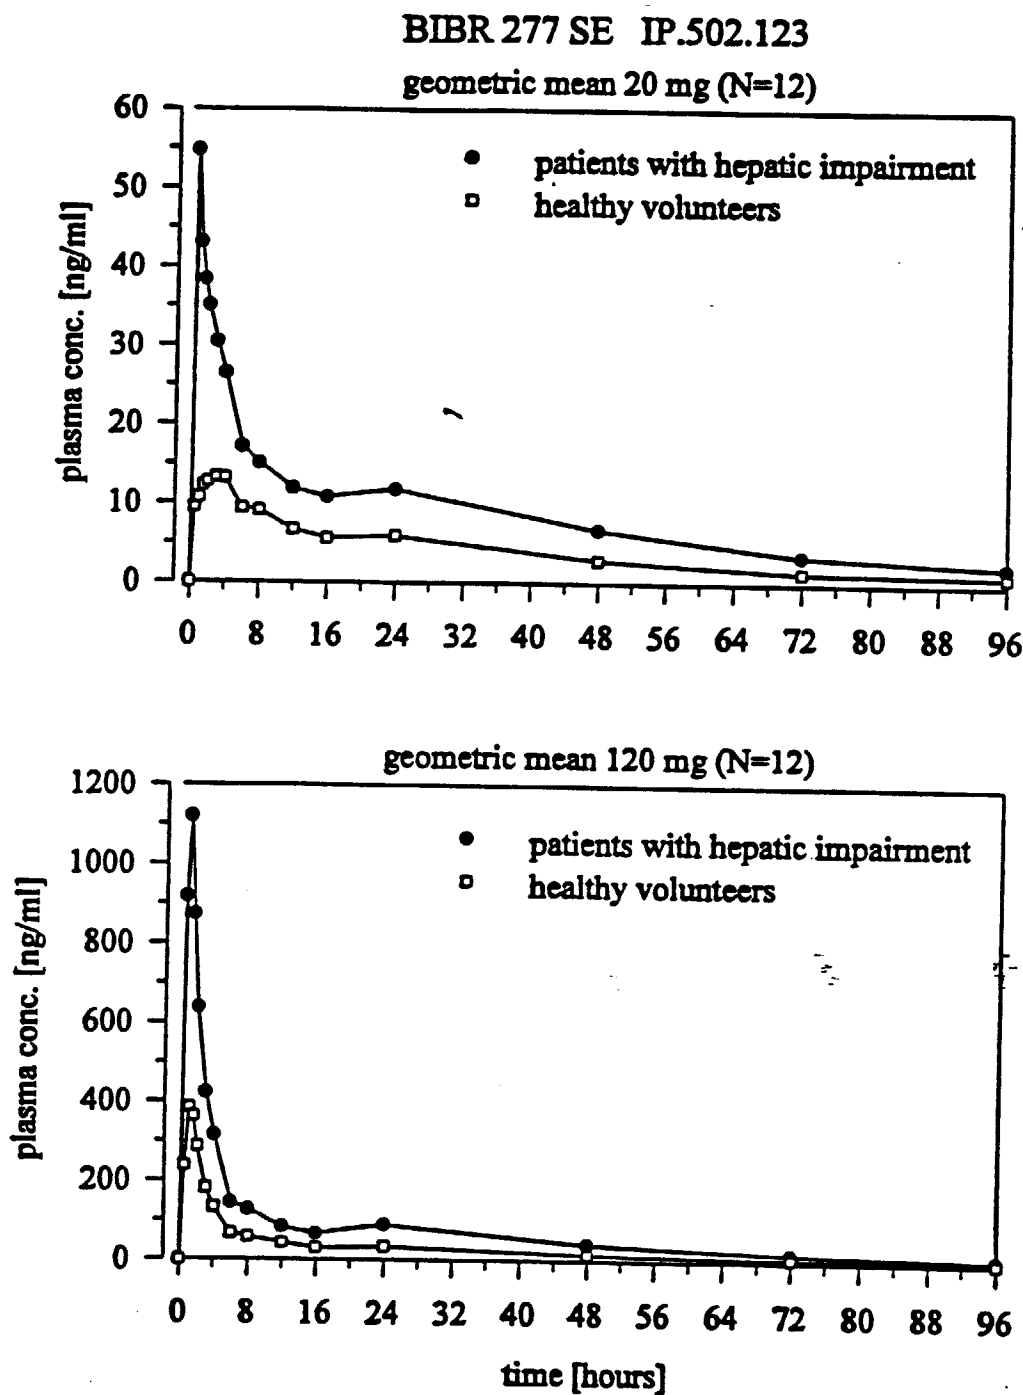 BIBR 277 SE IP.502.123
geometric mean 20 mg (N=12)
60
50
40
30
20
10
0
plasma conc. [ng/ml]
patients with hepatic impairment
healthy volunteers
0 8 16 24 32 40 48 56 64 72 80 88 96
geometric mean 120 mg (N=12)
1200
1000
800
600
400
200
0
plasma conc. [ng/ml]
patients with hepatic impairment
healthy volunteers
0 8 16 24 32 40 48 56 64 72 80 88 96
time [hours]